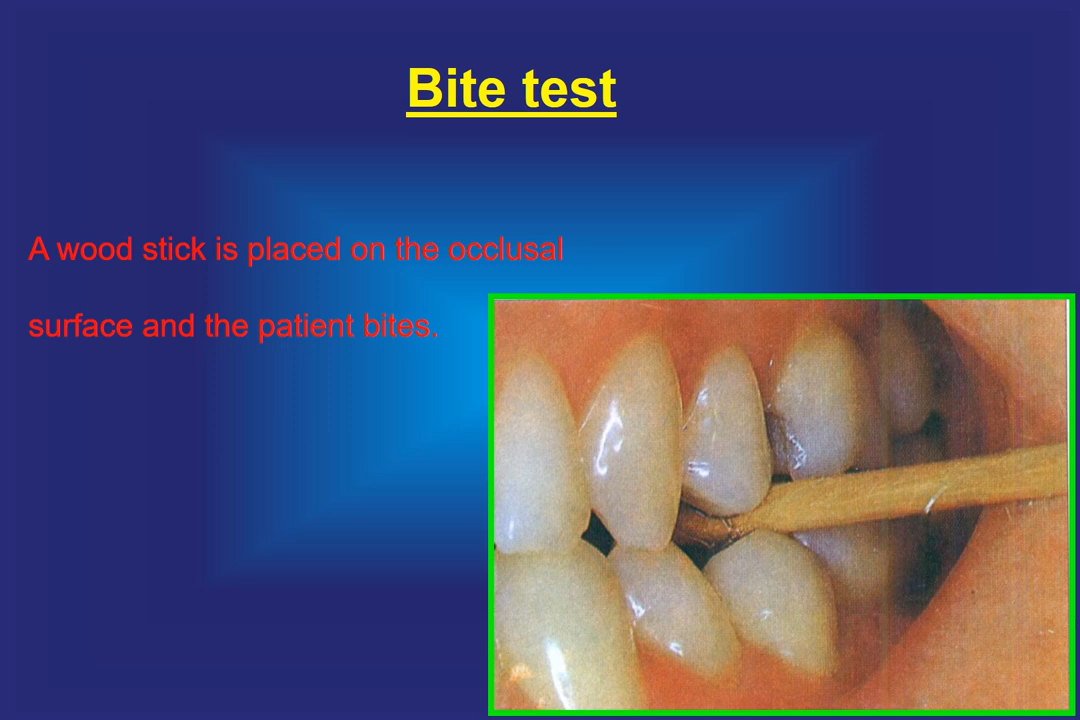 Bite test
A wood stick is placed on the occlusal
surface and the patient bites.